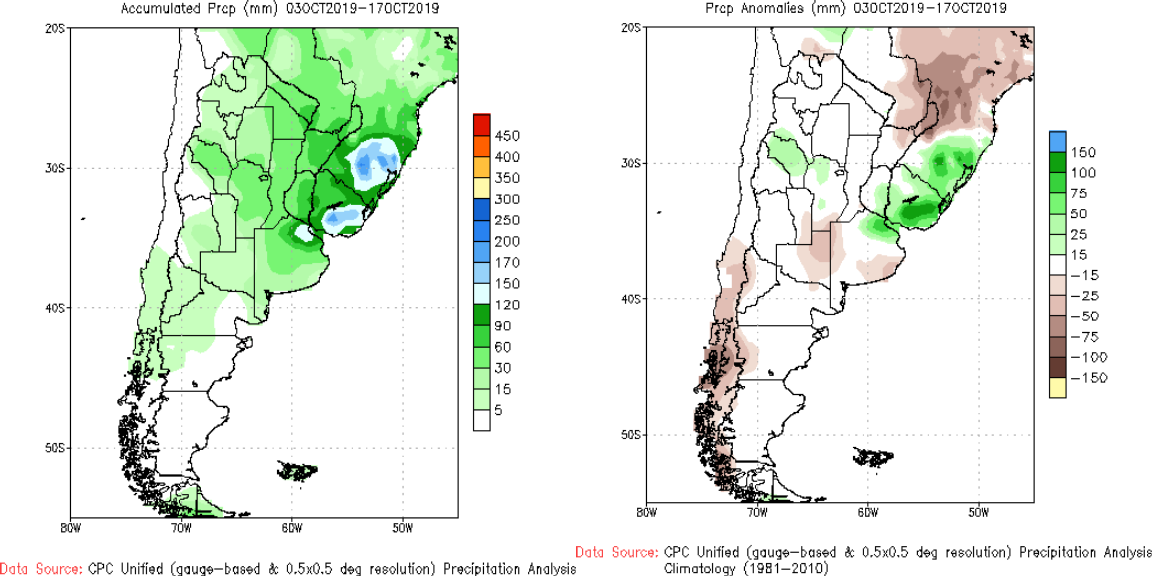 Accumulated Prcp (mm) 03OCT2019-17OCT2019
20S
30S
40S
50S
80W 70W 60W 50W
450
400
350
300
250
200
170
150
120
90
60
30
15
5
Data Source: CPC Unified (gauge-based & 0.5x0.5 deg resolution) Precipitation Analysis
Prcp Anomalies (mm) 03OCT2019-17OCT2019
20S
30S
40S
50S
80W 70W 60W 50W
150
100
75
50
25
15
-15
-25
-50
-75
-100
-150
Data Source: CPC Unified (gauge-based & 0.5x0.5 deg resolution) Precipitation Analysis
Climatology (1981-2010)